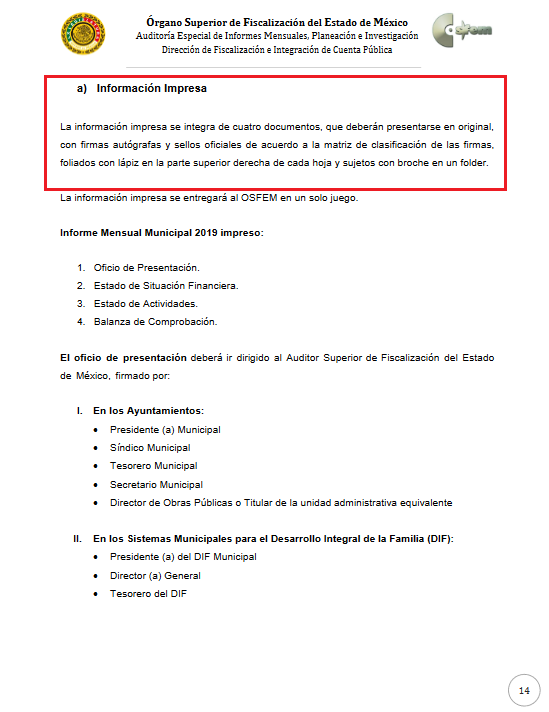 Órgano Superior de Fiscalización del Estado de México
Auditoría Especial de Informes Mensuales, Planeación e Investigación
Dirección de Fiscalización e Integración de Cuenta Pública
osfem
a) Información Impresa
La información impresa se integra de cuatro documentos, que deberán presentarse en original,
con firmas autógrafas y sellos oficiales de acuerdo a la matriz de clasificación de las firmas,
foliados con lápiz en la parte superior derecha de cada hoja y sujetos con broche en un folder.
La información impresa se entregará al OSFEM en un solo juego.
Informe Mensual Municipal 2019 impreso:
1. Oficio de Presentación.
2. Estado de Situación Financiera.
3. Estado de Actividades.
4. Balanza de Comprobación.
El oficio de presentación deberá ir dirigido al Auditor Superior de Fiscalización del Estado
de México, firmado por:
I. En los Ayuntamientos:
• Presidente (a) Municipal
• Síndico Municipal
• Tesorero Municipal
• Secretario Municipal
• Director de Obras Públicas o Titular de la unidad administrativa equivalente
II. En los Sistemas Municipales para el Desarrollo Integral de la Familia (DIF):
• Presidente (a) del DIF Municipal
• Director (a) General
• Tesorero del DIF
14